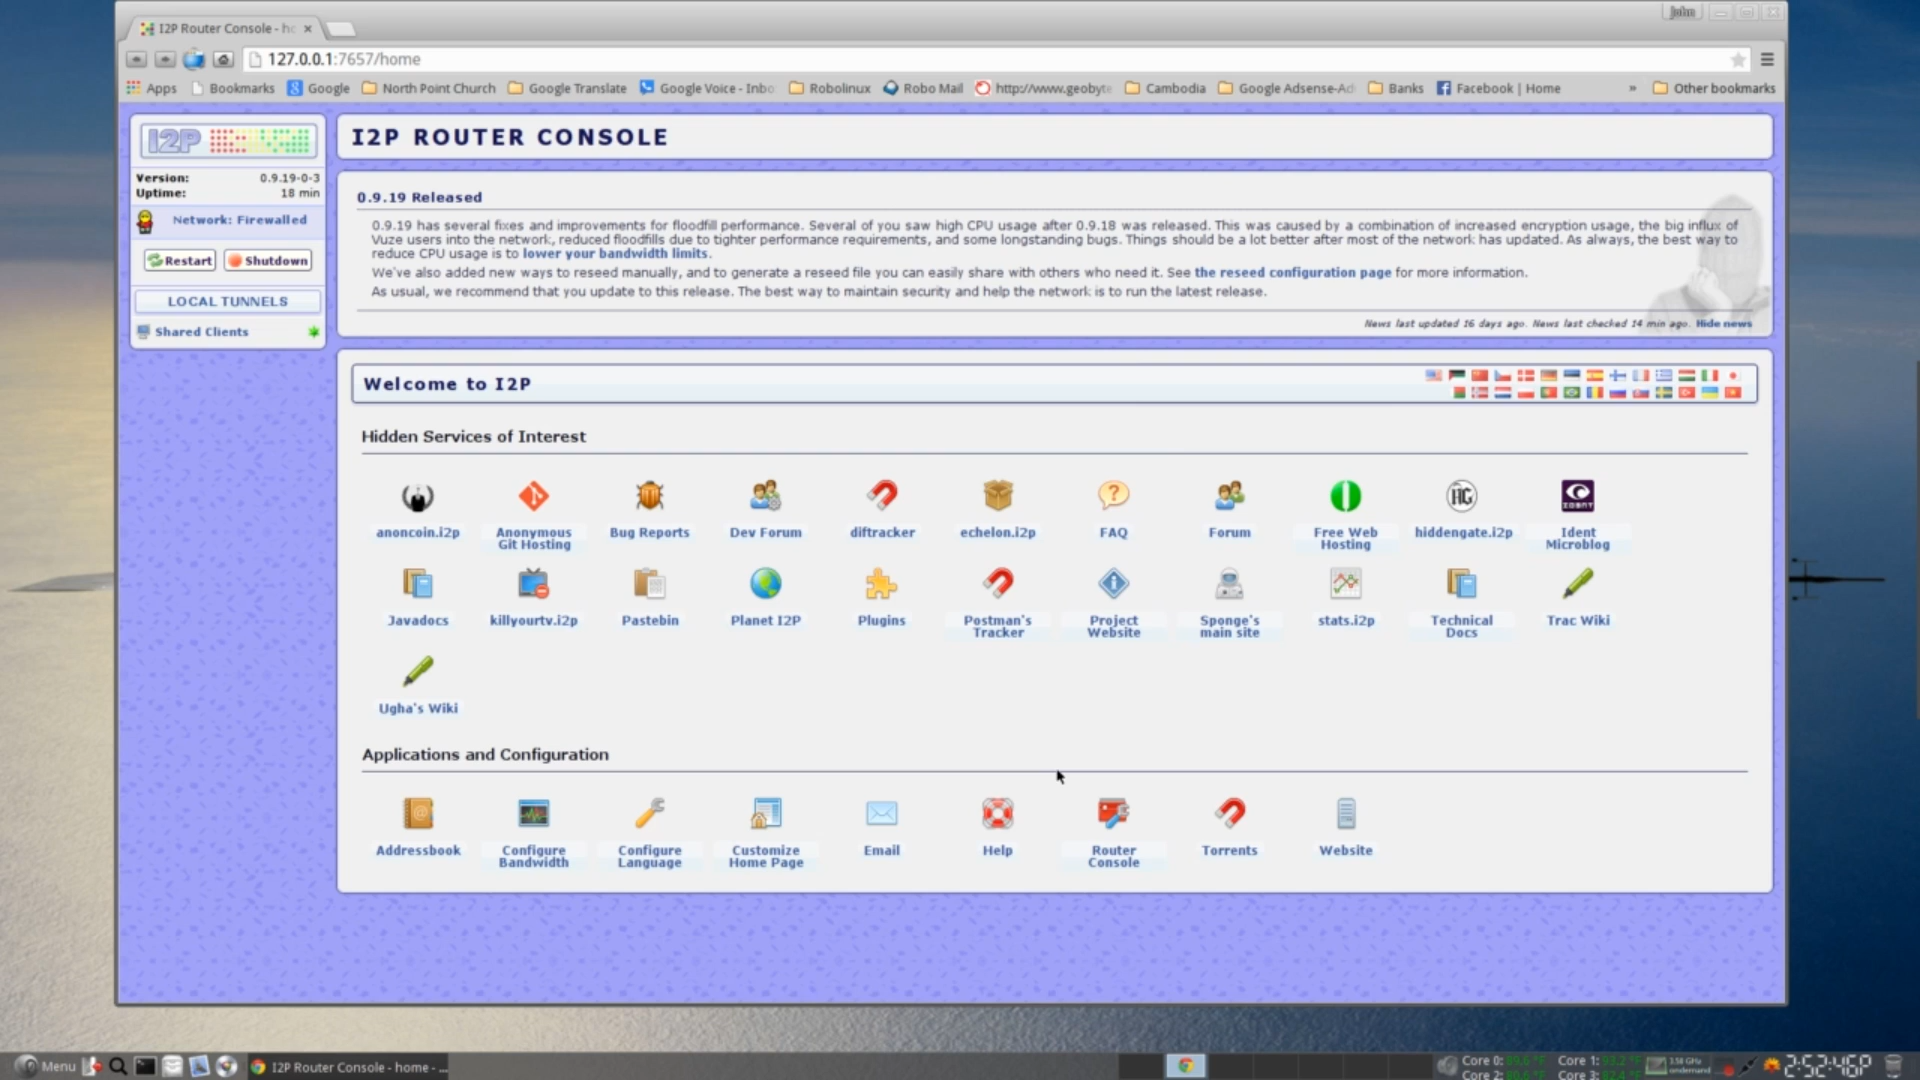 john
I2P Router Console - ho
127.0.0.1:7657/home
Apps
Bookmarks
Google
North Point Church
Google Translate
Google Voice - Inbo
Robolinux
Robo Mail
http://www.geobyte
Cambodia
Google Adsense-Ad
Banks
Facebook | Home
»
Other bookmarks
I2P
Version: 0.9.19-0-3
Uptime: 18 min
Network: Firewalled
Restart
Shutdown
LOCAL TUNNELS
Shared Clients
I2P ROUTER CONSOLE
0.9.19 Released
0.9.19 has several fixes and improvements for floodfill performance. Several of you saw high CPU usage after 0.9.18 was released. This was caused by a combination of increased encryption usage, the big influx of
Vuze users into the network, reduced floodfills due to tighter performance requirements, and some longstanding bugs. Things should be a lot better after most of the network has updated. As always, the best way to
reduce CPU usage is to lower your bandwidth limits.
We've also added new ways to reseed manually, and to generate a reseed file you can easily share with others who need it. See the reseed configuration page for more information.
As usual, we recommend that you update to this release. The best way to maintain security and help the network is to run the latest release.
News last updated 16 days ago. News last checked 14 min ago. Hide news
Welcome to I2P
Hidden Services of Interest
anoncoin.i2p
Anonymous
Git Hosting
Bug Reports
Dev Forum
diftracker
echelon.i2p
FAQ
Forum
Free Web
Hosting
hiddengate.i2p
Ident
Microblog
Javadocs
killyourtv.i2p
Pastebin
Planet I2P
Plugins
Postman's
Tracker
Project
Website
Sponge's
main site
stats.i2p
Technical
Docs
Trac Wiki
Ugha's Wiki
Applications and Configuration
Addressbook
Configure
Bandwidth
Configure
Language
Customize
Home Page
Email
Help
Router
Console
Torrents
Website
Menu
I2P Router Console - home - ...
Core 0:
Core 1:
Core 2:
Core 3:
ondemand
2:52:46P